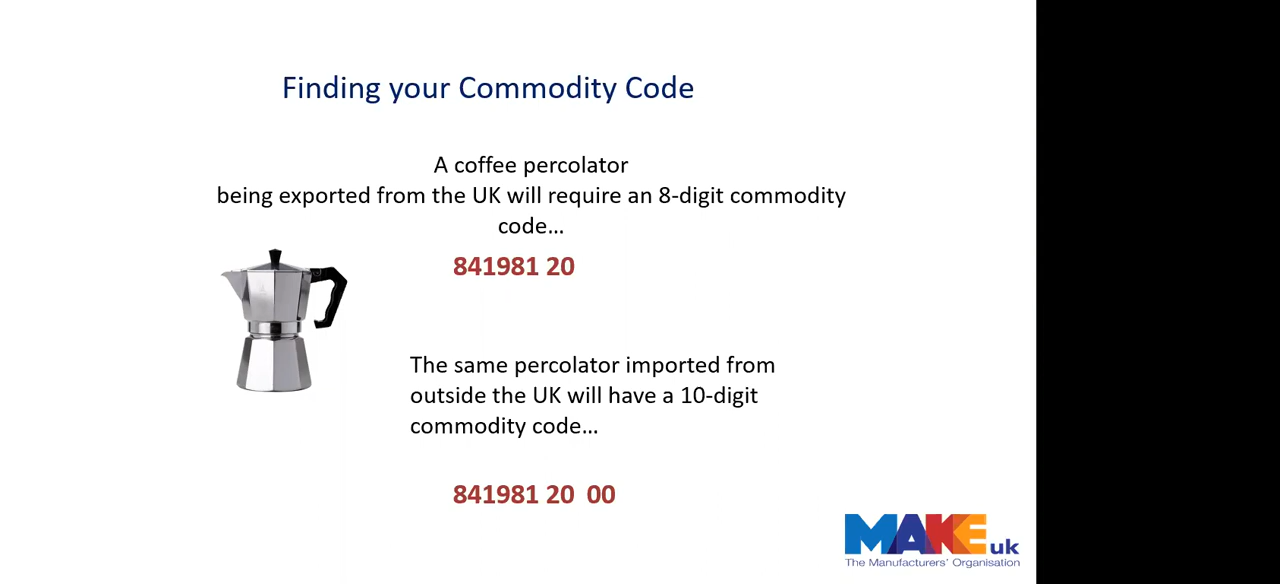 Finding your Commodity Code
A coffee percolator
being exported from the UK will require an 8-digit commodity
code…
841981 20
The same percolator imported from
outside the UK will have a 10-digit
commodity code…
841981 20 00
MAKE uk
The Manufacturers' Organisation